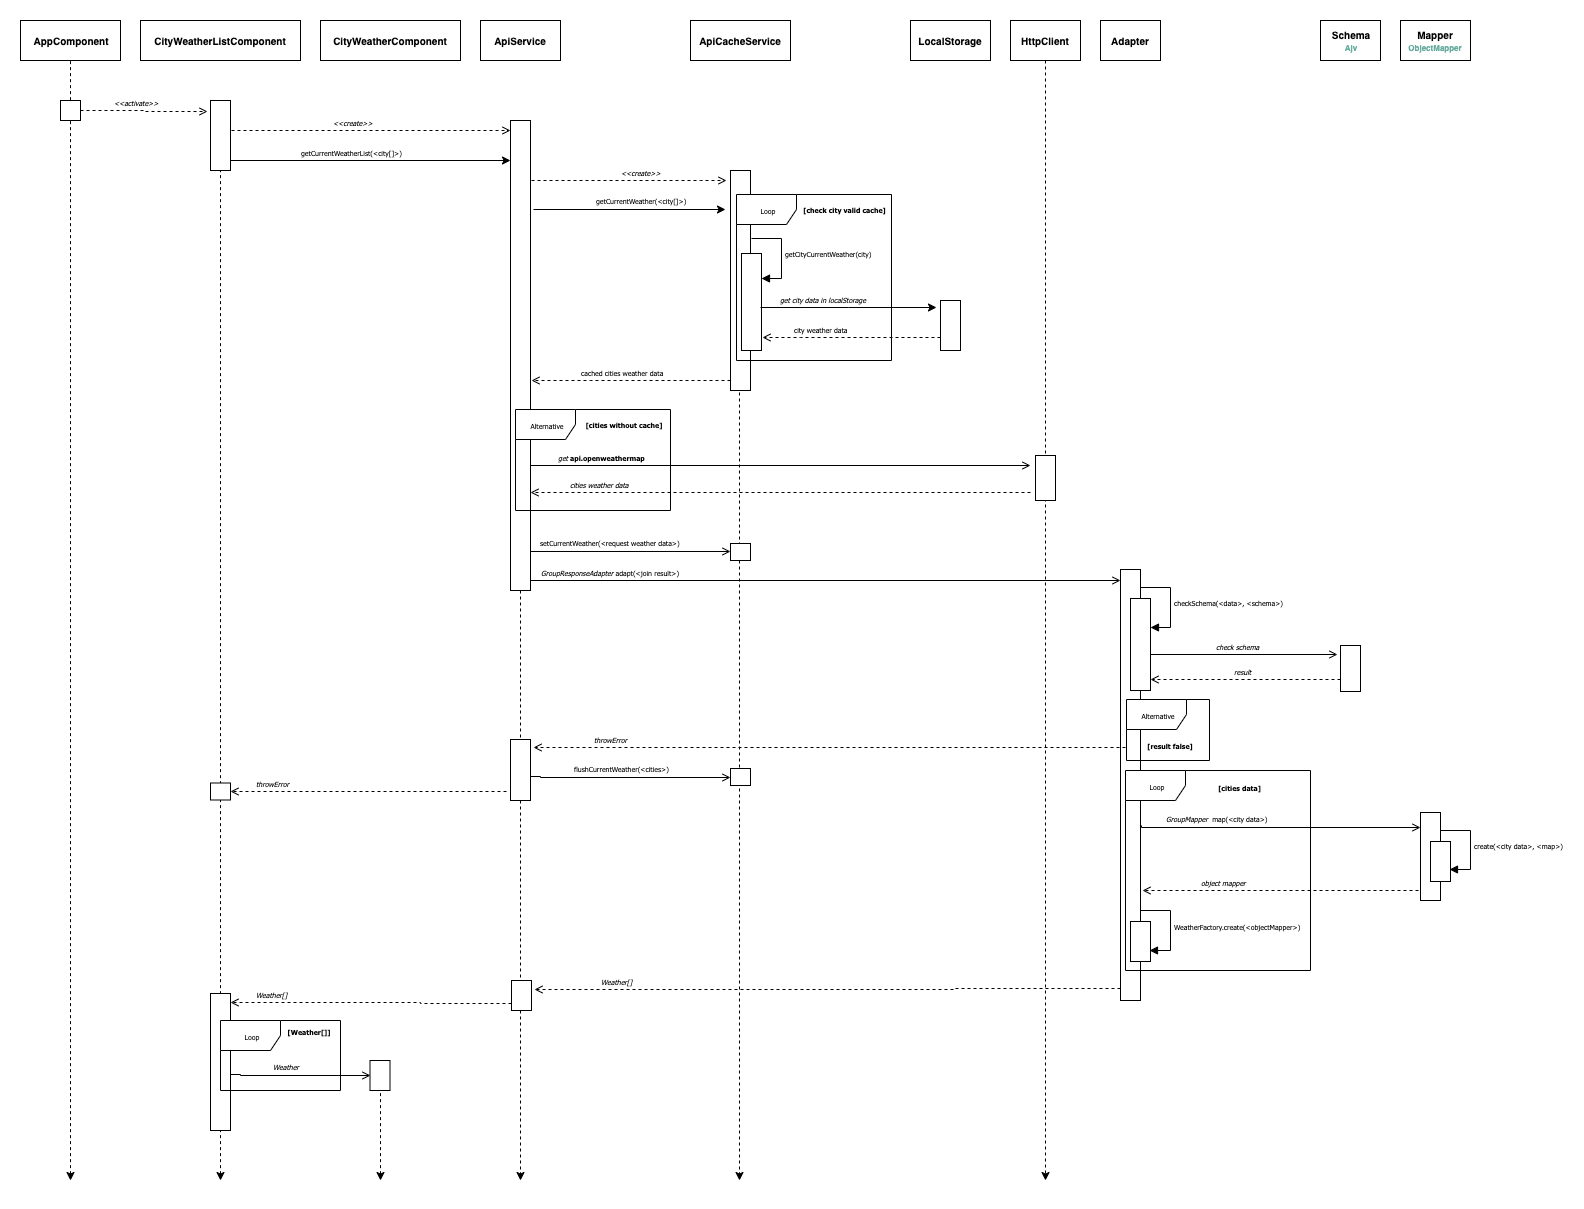 AppComponent
CityWeatherListComponent
CityWeatherComponent
ApiService
ApiCacheService
LocalStorage
HttpClient
Adapter
Schema
Ajv
Mapper
ObjectMapper
<<activate>>
<<create>>
getCurrentWeatherList(<city[]>)
<<create>>
getCurrentWeather(<city[]>)
Loop
[check city valid cache]
getCityCurrentWeather(city)
get city data in localStorage
city weather data
cached cities weather data
Alternative
[cities without cache]
get api.openweathermap
cities weather data
setCurrentWeather(<request weather data>)
GroupResponseAdapter adapt(<join result>)
checkSchema(<data>, <schema>)
check schema
result
Alternative
[result false]
throwError
flushCurrentWeather(<cities>)
throwError
Loop
[cities data]
GroupMapper map(<city data>)
create(<city data>, <map>)
object mapper
WeatherFactory.create(<objectMapper>)
Weather[]
Weather[]
Loop
[Weather[]]
Weather